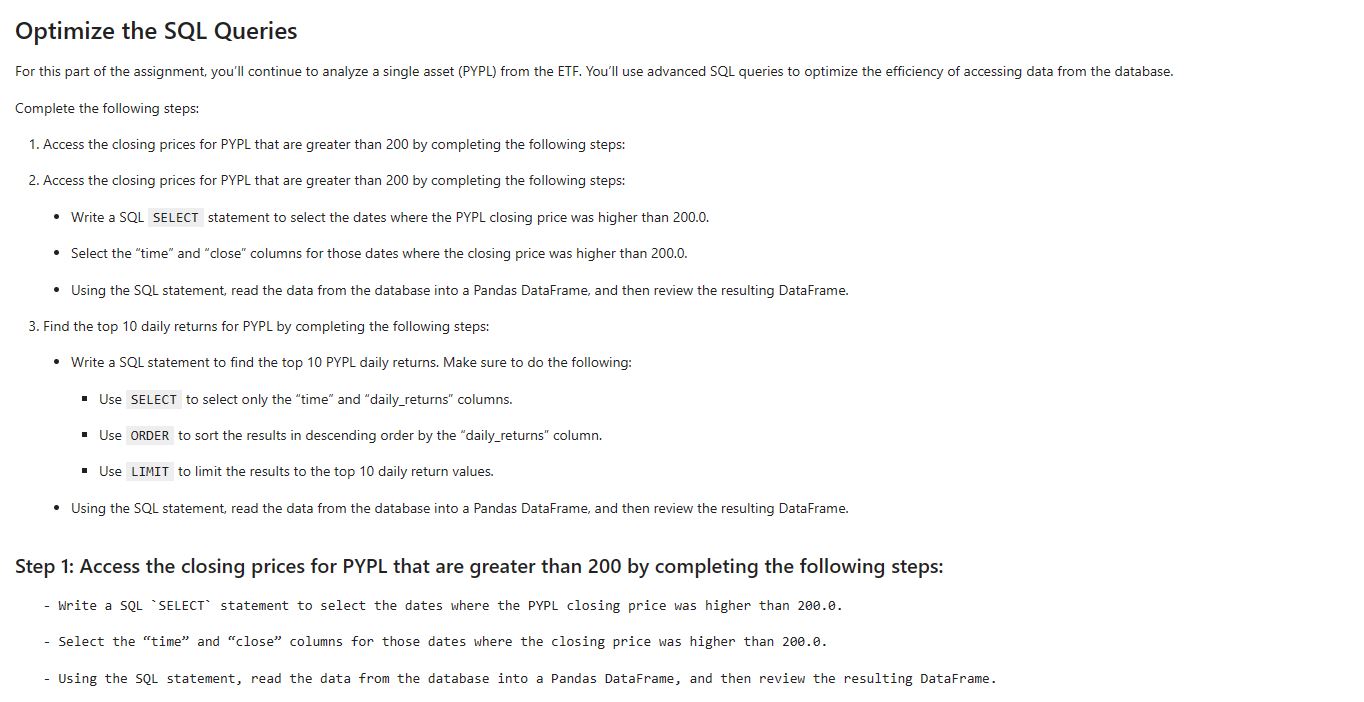 Optimize the SQL Queries
For this part of the assignment, you’ll continue to analyze a single asset (PYPL) from the ETF. You’ll use advanced SQL queries to optimize the efficiency of accessing data from the database.
Complete the following steps:
1. Access the closing prices for PYPL that are greater than 200 by completing the following steps:
2. Access the closing prices for PYPL that are greater than 200 by completing the following steps:
• Write a SQL SELECT statement to select the dates where the PYPL closing price was higher than 200.0.
• Select the “time” and “close” columns for those dates where the closing price was higher than 200.0.
• Using the SQL statement, read the data from the database into a Pandas DataFrame, and then review the resulting DataFrame.
3. Find the top 10 daily returns for PYPL by completing the following steps:
• Write a SQL statement to find the top 10 PYPL daily returns. Make sure to do the following:
▪ Use SELECT to select only the “time” and “daily_returns” columns.
▪ Use ORDER to sort the results in descending order by the “daily_returns” column.
▪ Use LIMIT to limit the results to the top 10 daily return values.
• Using the SQL statement, read the data from the database into a Pandas DataFrame, and then review the resulting DataFrame.
Step 1: Access the closing prices for PYPL that are greater than 200 by completing the following steps:
- Write a SQL `SELECT` statement to select the dates where the PYPL closing price was higher than 200.0.
- Select the “time” and “close” columns for those dates where the closing price was higher than 200.0.
- Using the SQL statement, read the data from the database into a Pandas DataFrame, and then review the resulting DataFrame.